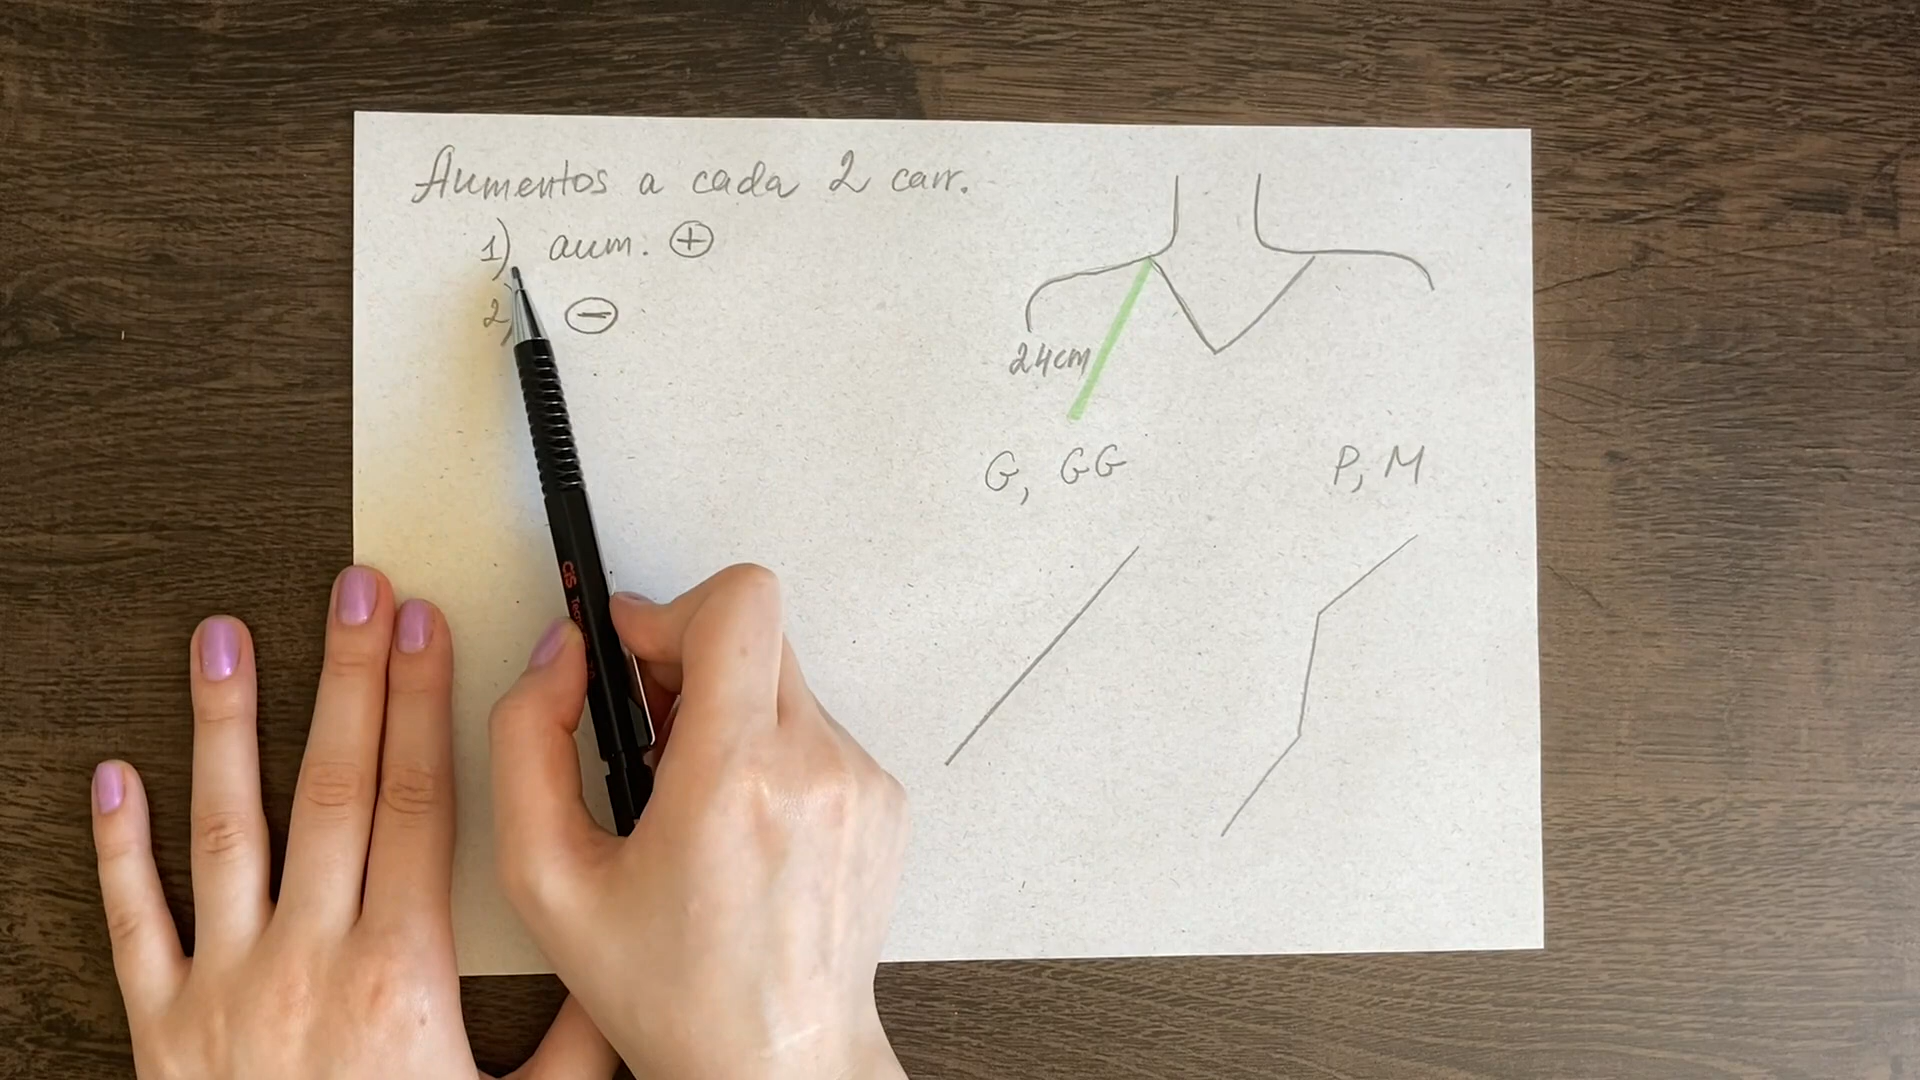 Aumentos a cada 2 carr.
1) aum. +
2) −
24cm
G, GG
P, M
CiS